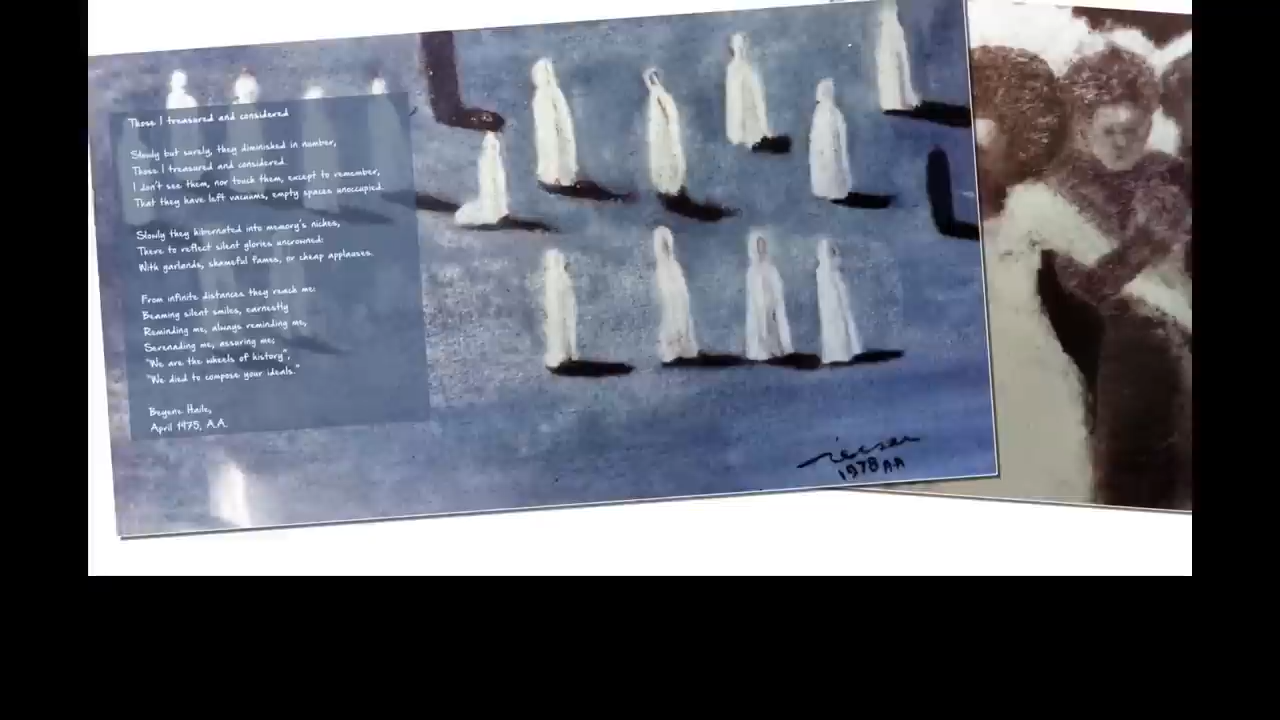 Those I treasured and considered
Slowly but surely, they diminished in number,
Those I treasured and considered.
I don't see them, nor touch them, except to remember,
That they have left vacuums, empty spaces unoccupied.
Slowly they hibernated into memory's niches,
There to reflect silent glories uncrowned:
With garlands, shameful fames, or cheap applauses.
From infinite distances they reach me:
Beaming silent smiles, earnestly
Reminding me, always reminding me,
Serenading me, assuring me;
"We are the wheels of history",
"We died to compose your ideals."
Beyene Haile,
April 1975, A.A.
1978 AA